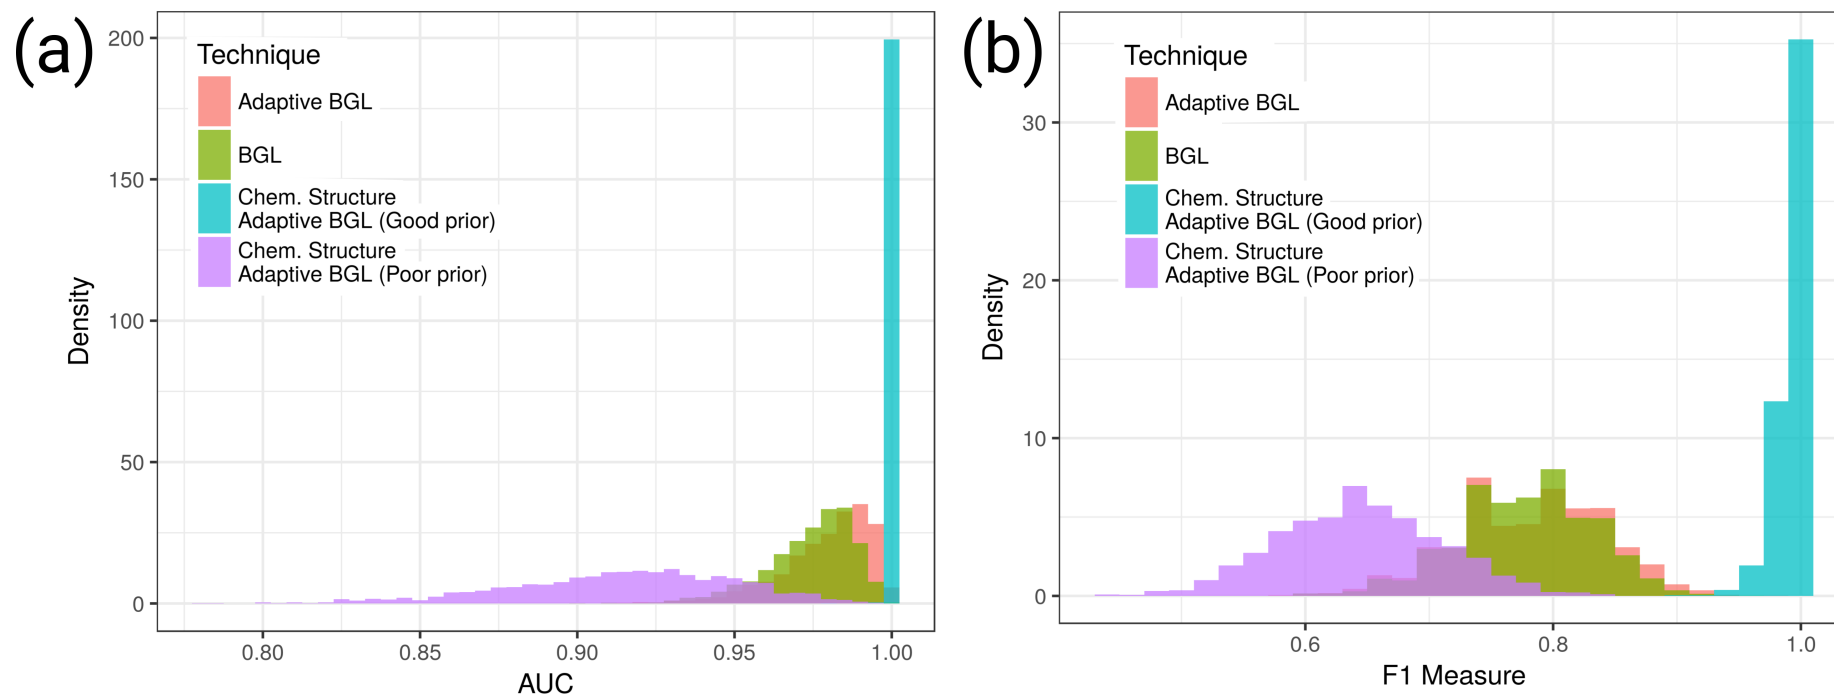 (a)
200
150
100
50
0
Density
Technique
Adaptive BGL
BGL
Chem. Structure
Adaptive BGL (Good prior)
Chem. Structure
Adaptive BGL (Poor prior)
0.80 0.85 0.90 0.95 1.00
AUC
(b)
30
20
10
0
Density
Technique
Adaptive BGL
BGL
Chem. Structure
Adaptive BGL (Good prior)
Chem. Structure
Adaptive BGL (Poor prior)
0.6 0.8 1.0
F1 Measure